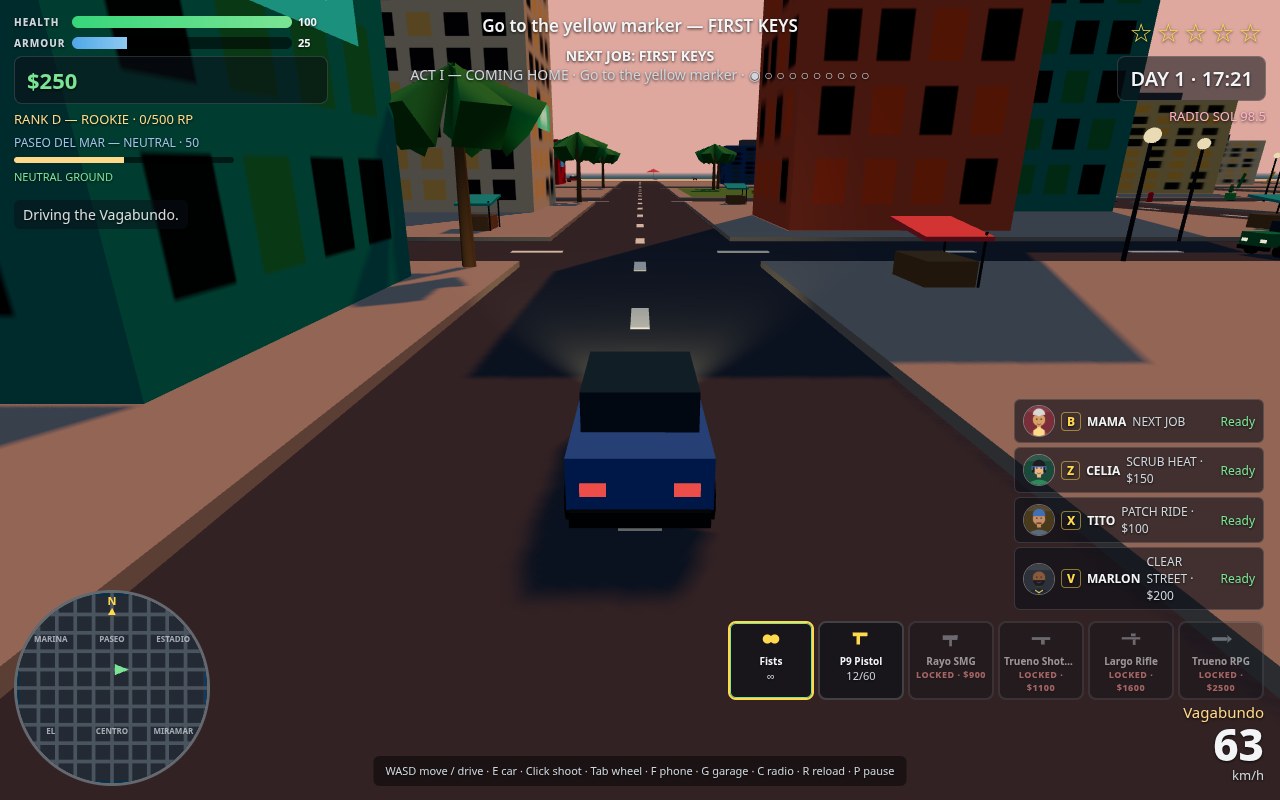 HEALTH 100
ARMOUR 25
$250
RANK D — ROOKIE · 0/500 RP
PASEO DEL MAR — NEUTRAL · 50
NEUTRAL GROUND
Driving the Vagabundo.
Go to the yellow marker — FIRST KEYS
NEXT JOB: FIRST KEYS
ACT I — COMING HOME · Go to the yellow marker · ◉○○○○○○○○○
☆☆☆☆☆
DAY 1 · 17:21
RADIO SOL 98.5
B MAMA NEXT JOB Ready
Z CELIA SCRUB HEAT ·
$150 Ready
X TITO PATCH RIDE ·
$100 Ready
V MARLON CLEAR
STREET ·
$200 Ready
N
MARINA PASEO ESTADIO
EL CENTRO MIRAMAR
Fists
∞
P9 Pistol
12/60
Rayo SMG
LOCKED · $900
Trueno Shot...
LOCKED ·
$1100
Largo Rifle
LOCKED ·
$1600
Trueno RPG
LOCKED ·
$2500
Vagabundo
63
km/h
WASD move / drive · E car · Click shoot · Tab wheel · F phone · G garage · C radio · R reload · P pause